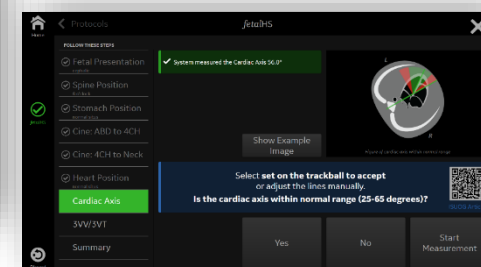 Protocols
fetalHS
Home
FOLLOW THESE STEPS
Fetal Presentation
Spine Position
Stomach Position
Cine: ABD to 4CH
Cine: 4CH to Neck
Heart Position
Cardiac Axis
3VV/3VT
Summary
System measured the Cardiac Axis 56.0°
L
R
Show Example
Image
Select set on the trackball to accept
or adjust the lines manually.
Is the cardiac axis within normal range (25-65 degrees)?
Yes
No
Start
Measurement